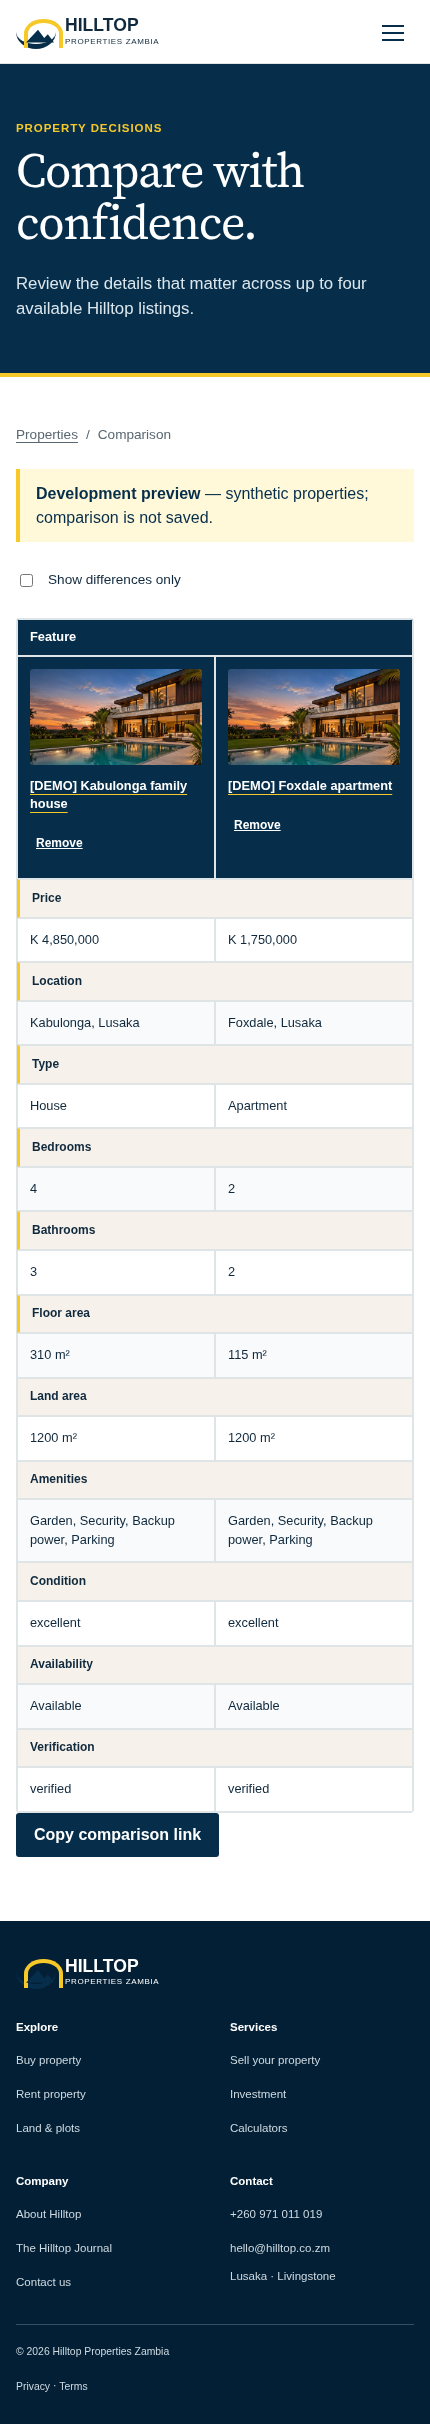 HILLTOP
PROPERTIES ZAMBIA
PROPERTY DECISIONS
Compare with
confidence.
Review the details that matter across up to four
available Hilltop listings.
Properties / Comparison
Development preview — synthetic properties;
comparison is not saved.
Show differences only
Feature
[DEMO] Kabulonga family
house
Remove
[DEMO] Foxdale apartment
Remove
Price
K 4,850,000 K 1,750,000
Location
Kabulonga, Lusaka Foxdale, Lusaka
Type
House Apartment
Bedrooms
4 2
Bathrooms
3 2
Floor area
310 m² 115 m²
Land area
1200 m² 1200 m²
Amenities
Garden, Security, Backup
power, Parking
Garden, Security, Backup
power, Parking
Condition
excellent excellent
Availability
Available Available
Verification
verified verified
Copy comparison link
HILLTOP
PROPERTIES ZAMBIA
Explore
Buy property
Rent property
Land & plots
Services
Sell your property
Investment
Calculators
Company
About Hilltop
The Hilltop Journal
Contact us
Contact
+260 971 011 019
hello@hilltop.co.zm
Lusaka · Livingstone
© 2026 Hilltop Properties Zambia
Privacy · Terms